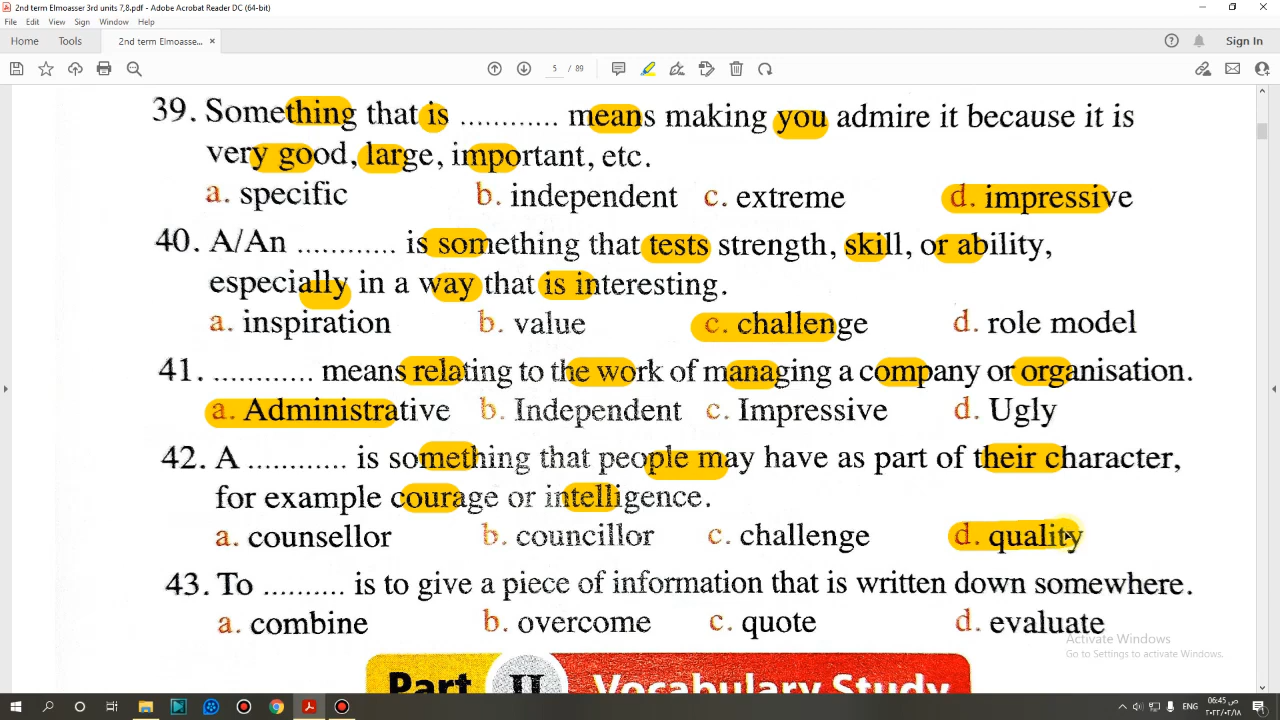 2nd term Elmoasser 3rd units 7,8.pdf - Adobe Acrobat Reader DC (64-bit)
File Edit View Sign Window Help
Home Tools 2nd term Elmoasse... × Sign In
5 / 89
39. Something that is ............ means making you admire it because it is
very good, large, important, etc.
a. specific b. independent c. extreme d. impressive
40. A/An ............ is something that tests strength, skill, or ability,
especially in a way that is interesting.
a. inspiration b. value c. challenge d. role model
41. ............ means relating to the work of managing a company or organisation.
a. Administrative b. Independent c. Impressive d. Ugly
42. A ............ is something that people may have as part of their character,
for example courage or intelligence.
a. counsellor b. councillor c. challenge d. quality
43. To .......... is to give a piece of information that is written down somewhere.
a. combine b. overcome c. quote d. evaluate
Activate Windows
Go to Settings to activate Windows.
Part II Vocabulary Study
ENG 06:45 ص
٢٠٢٢/٠٢/١٨